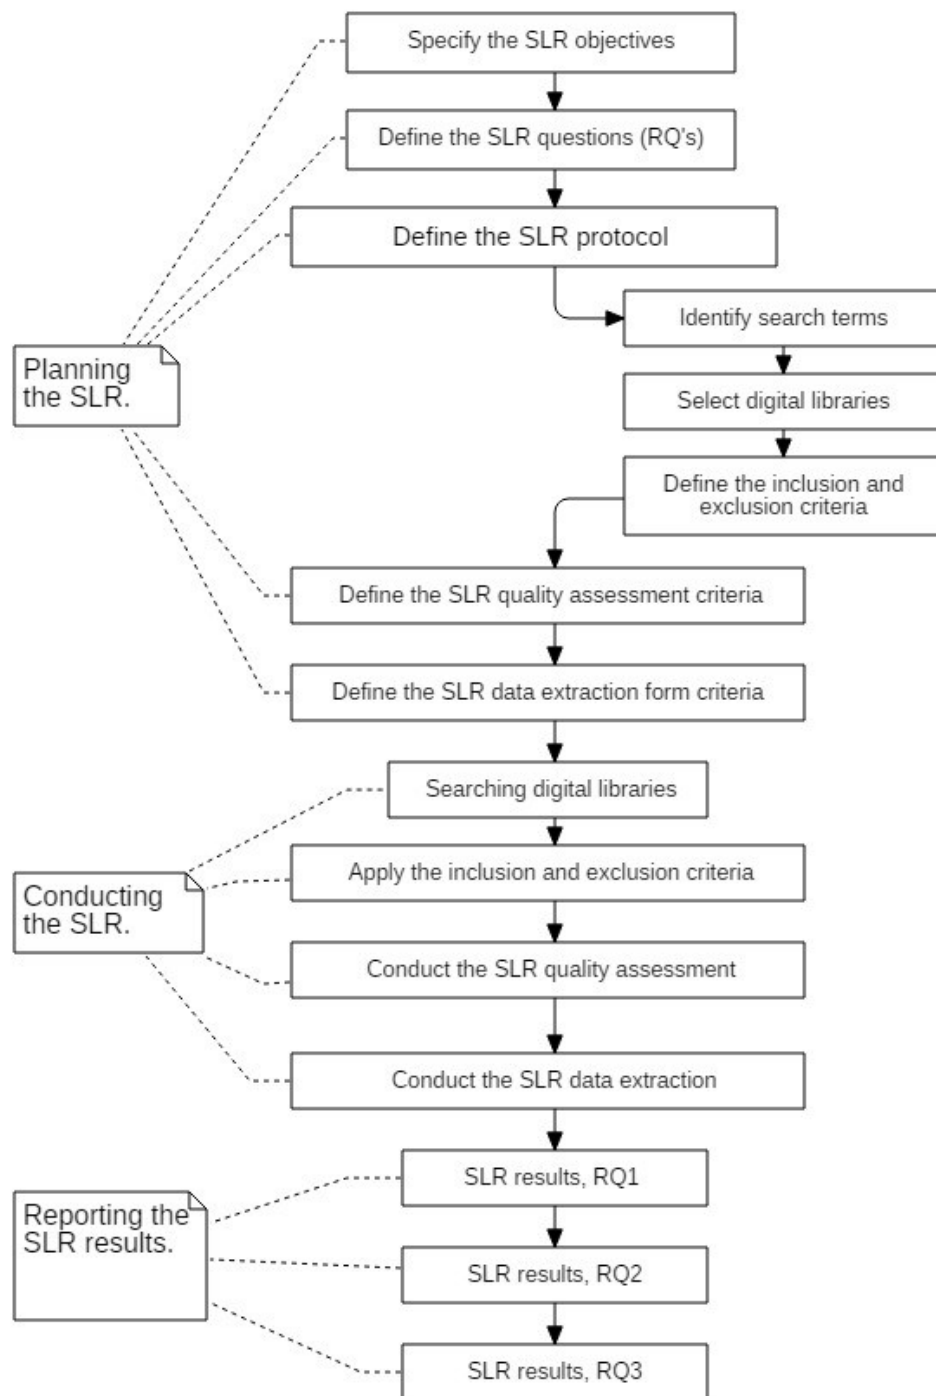 Specify the SLR objectives
Define the SLR questions (RQ's)
Define the SLR protocol
Identify search terms
Planning
the SLR.
Select digital libraries
Define the inclusion and
exclusion criteria
Define the SLR quality assessment criteria
Define the SLR data extraction form criteria
Searching digital libraries
Apply the inclusion and exclusion criteria
Conducting
the SLR.
Conduct the SLR quality assessment
Conduct the SLR data extraction
SLR results, RQ1
Reporting the
SLR results.
SLR results, RQ2
SLR results, RQ3